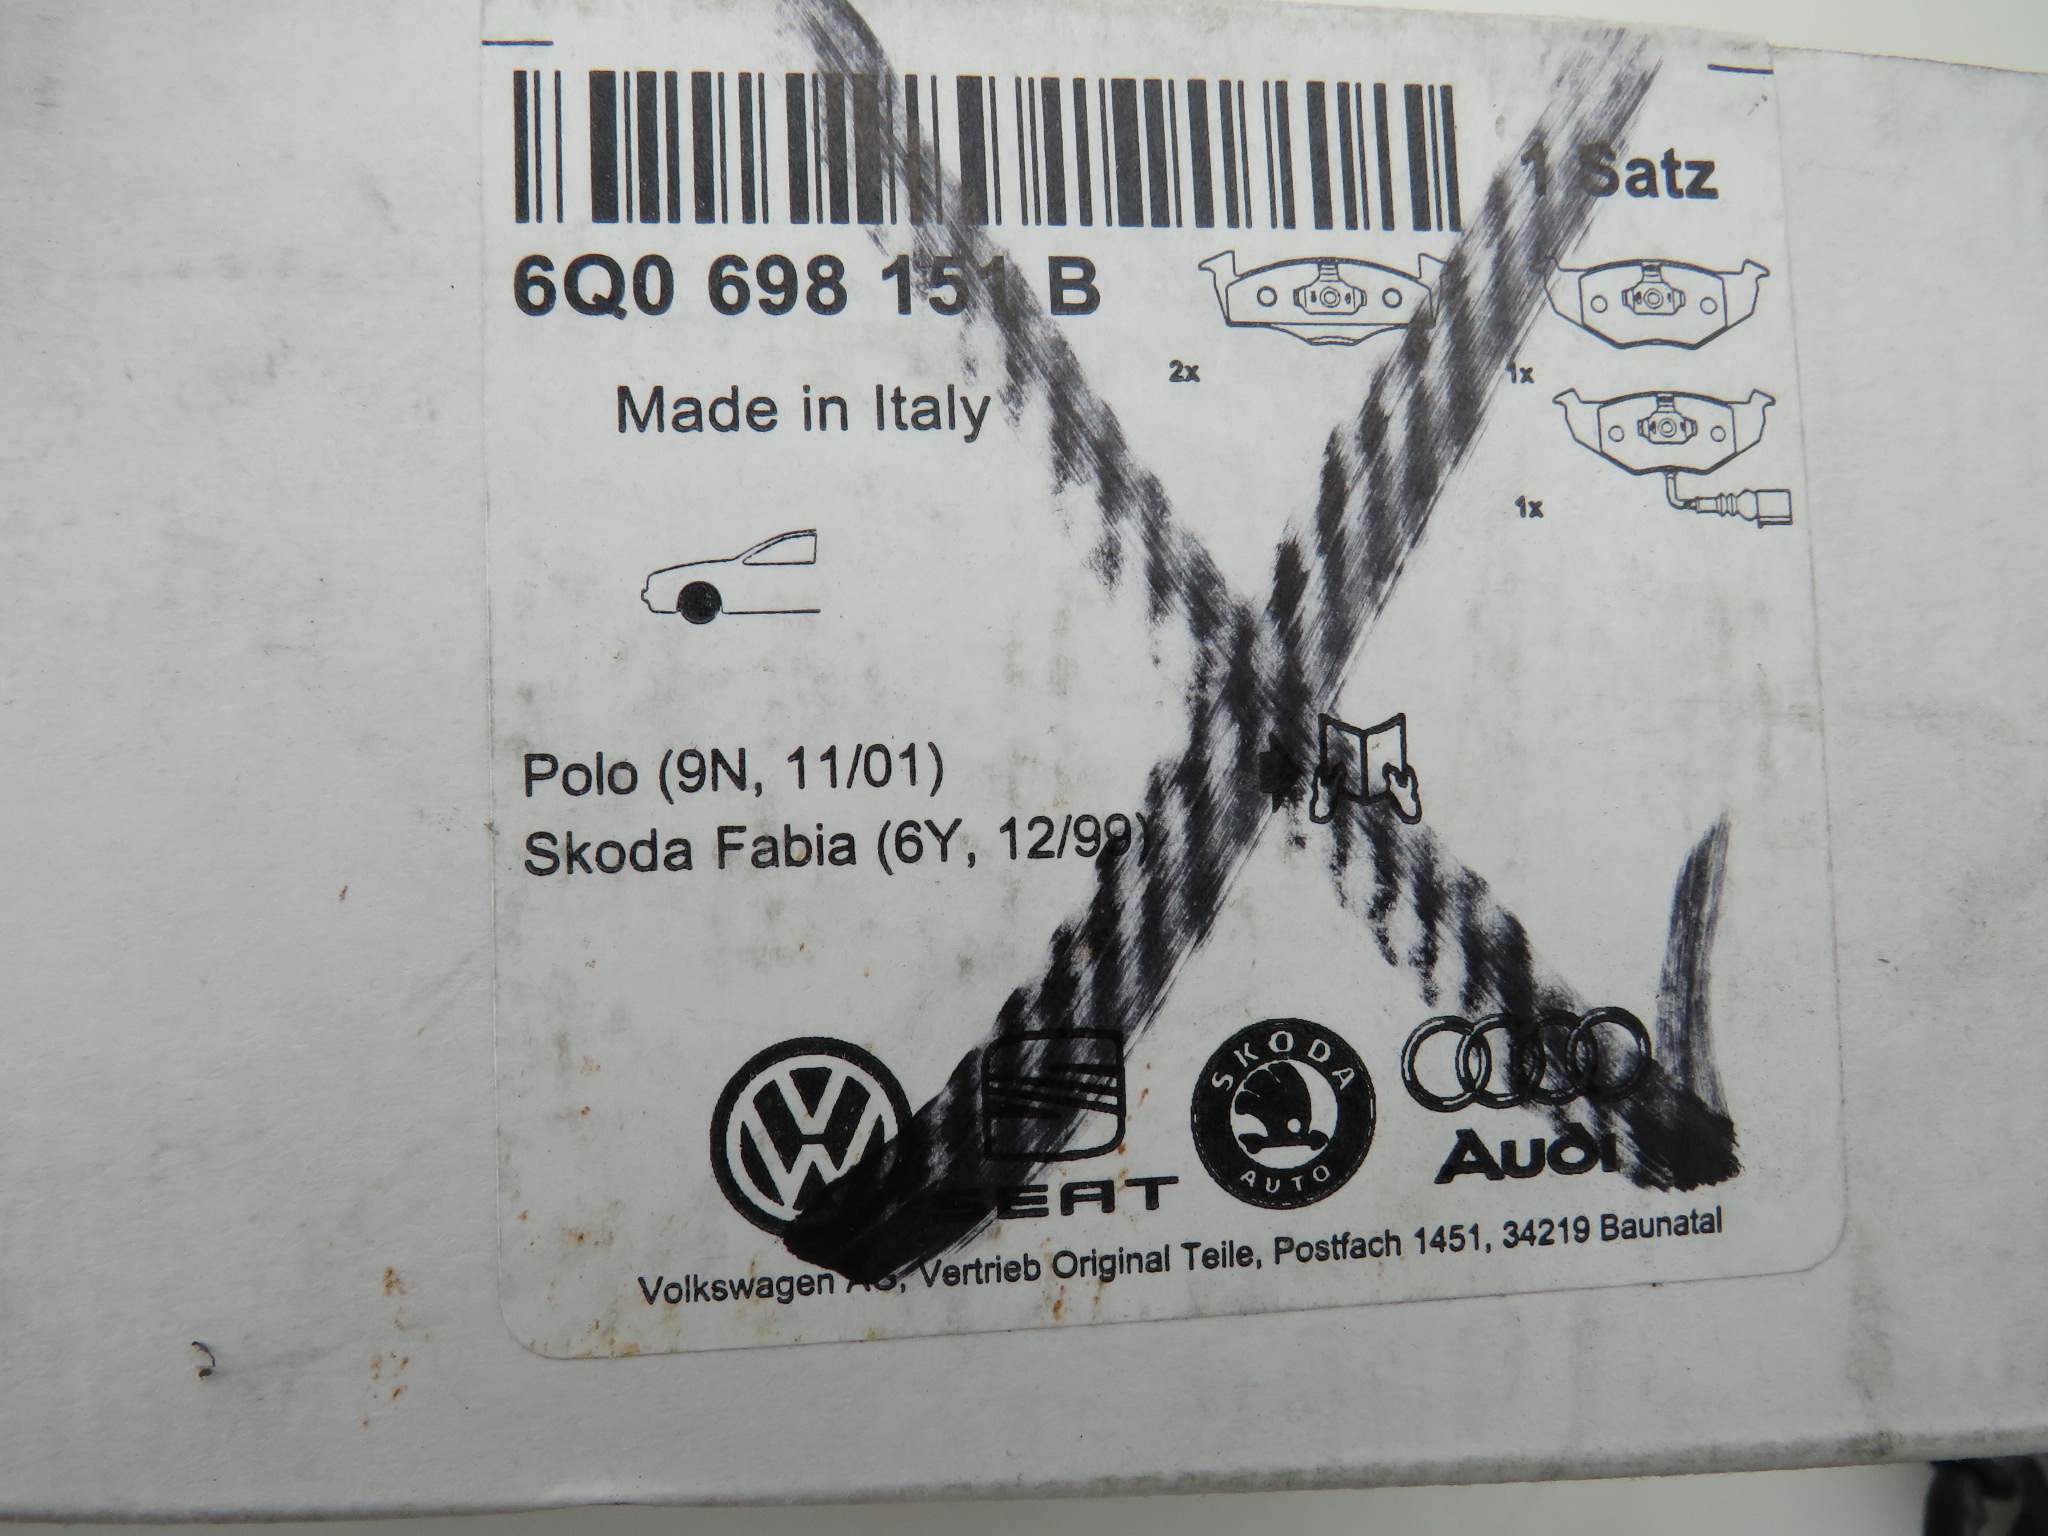 1 Satz
6Q0 698 151 B
2x
1x
Made in Italy
1x
Polo (9N, 11/01)
Skoda Fabia (6Y, 12/99)
SKODA
AUTO
SEAT
Audi
Volkswagen AG, Vertrieb Original Teile, Postfach 1451, 34219 Baunatal